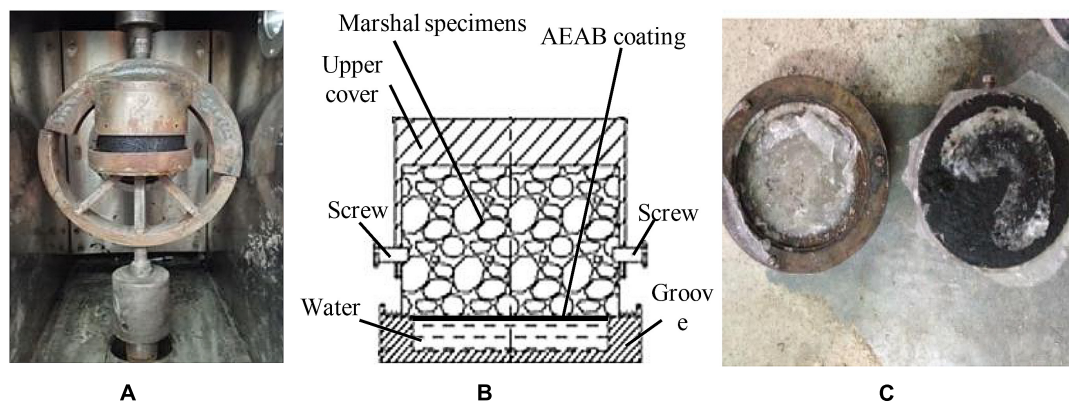 Marshal specimens
AEAB coating
Upper
cover
Screw
Screw
Water
Groov
e
A
B
C